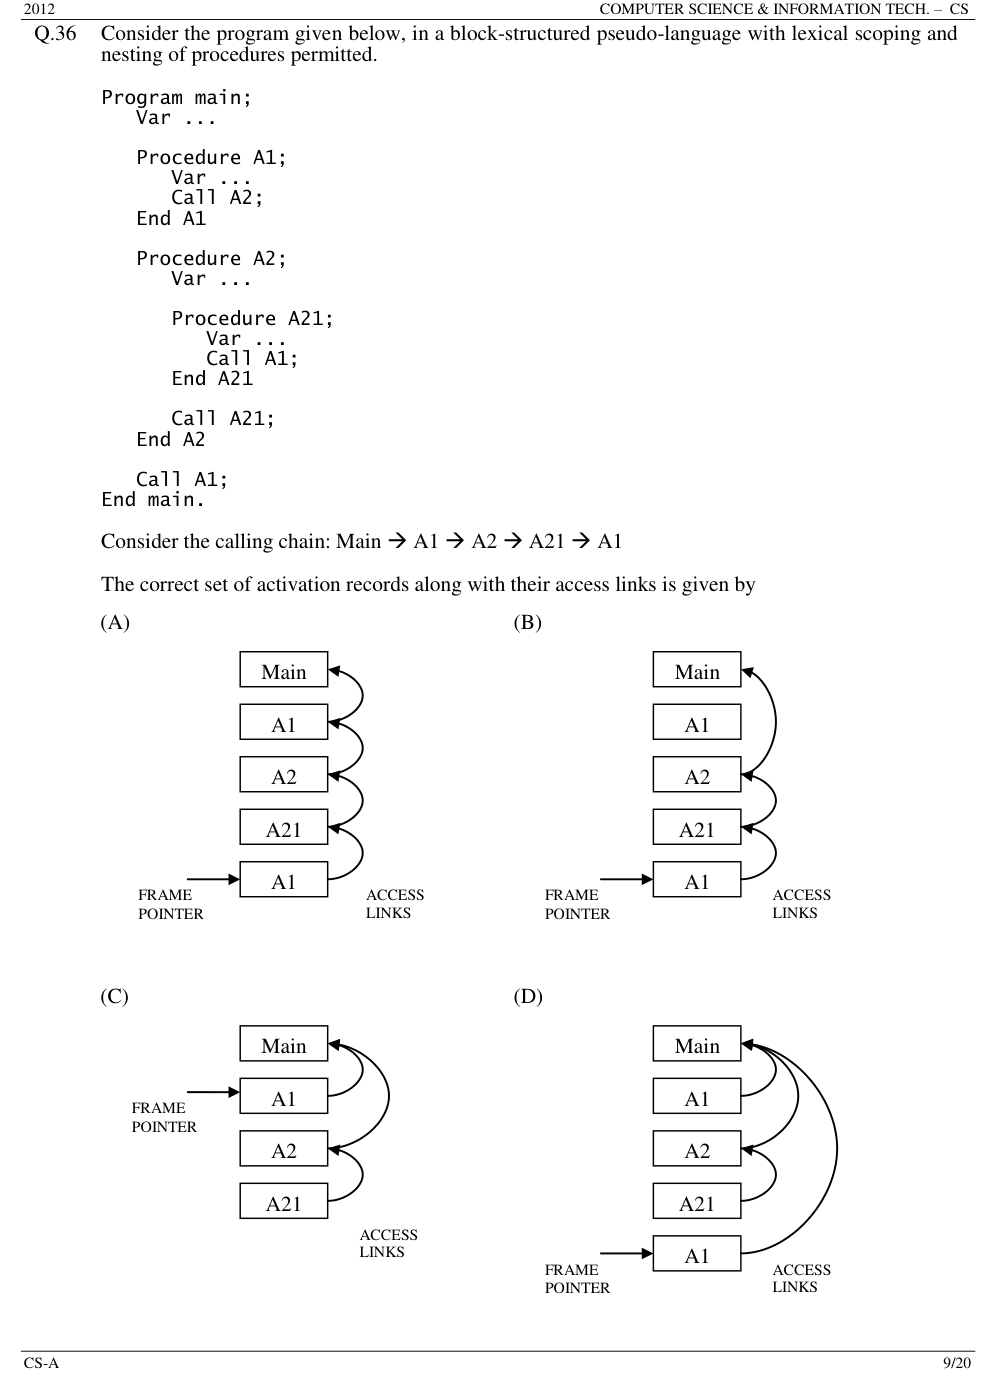 2012 COMPUTER SCIENCE & INFORMATION TECH. – CS
Q.36 Consider the program given below, in a block-structured pseudo-language with lexical scoping and
nesting of procedures permitted.
Program main;
Var ...
Procedure A1;
Var ...
Call A2;
End A1
Procedure A2;
Var ...
Procedure A21;
Var ...
Call A1;
End A21
Call A21;
End A2
Call A1;
End main.
Consider the calling chain: Main → A1 → A2 → A21 → A1
The correct set of activation records along with their access links is given by
(A)
Main
A1
A2
A21
A1
FRAME
POINTER
ACCESS
LINKS
(B)
Main
A1
A2
A21
A1
FRAME
POINTER
ACCESS
LINKS
(C)
Main
A1
FRAME
POINTER
A2
A21
ACCESS
LINKS
(D)
Main
A1
A2
A21
A1
FRAME
POINTER
ACCESS
LINKS
CS-A 9/20